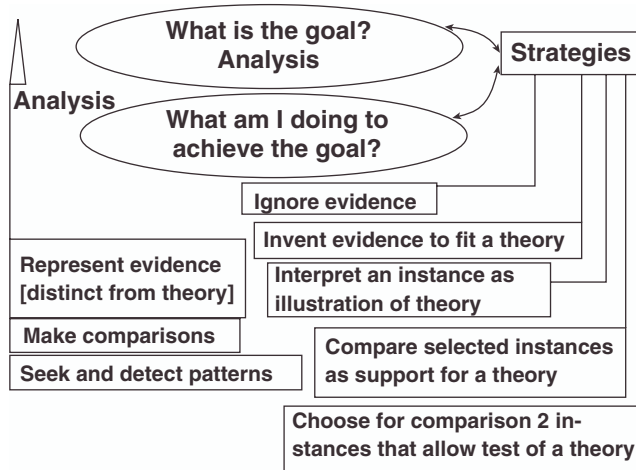 What is the goal?
Analysis
Strategies
Analysis
What am I doing to
achieve the goal?
Ignore evidence
Invent evidence to fit a theory
Represent evidence
[distinct from theory]
Interpret an instance as
illustration of theory
Make comparisons
Seek and detect patterns
Compare selected instances
as support for a theory
Choose for comparison 2 in-
stances that allow test of a theory